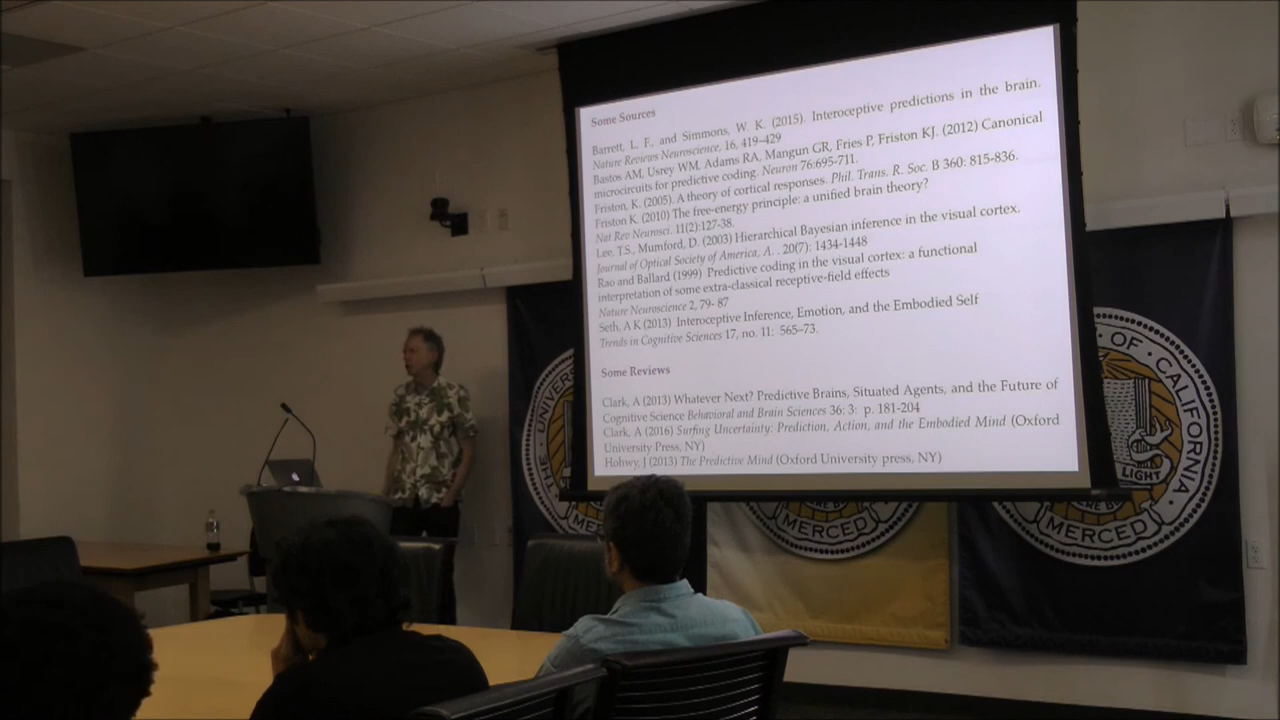 Some Sources
Barrett, L. F., and Simmons, W. K. (2015). Interoceptive predictions in the brain.
Nature Reviews Neuroscience, 16, 419–429
Bastos AM, Usrey WM, Adams RA, Mangun GR, Fries P, Friston KJ. (2012) Canonical
microcircuits for predictive coding. Neuron 76:695-711.
Friston, K. (2005). A theory of cortical responses. Phil. Trans. R. Soc. B 360: 815-836.
Friston K. (2010) The free-energy principle: a unified brain theory?
Nat Rev Neurosci. 11(2):127-38.
Lee, T.S., Mumford, D. (2003) Hierarchical Bayesian inference in the visual cortex.
Journal of Optical Society of America, A. . 20(7): 1434-1448
Rao and Ballard (1999) Predictive coding in the visual cortex: a functional
interpretation of some extra-classical receptive-field effects
Nature Neuroscience 2, 79- 87
Seth, A K (2013) Interoceptive Inference, Emotion, and the Embodied Self
Trends in Cognitive Sciences 17, no. 11: 565–73.
Some Reviews
Clark, A (2013) Whatever Next? Predictive Brains, Situated Agents, and the Future of
Cognitive Science Behavioral and Brain Sciences 36: 3: p. 181-204
Clark, A (2016) Surfing Uncertainty: Prediction, Action, and the Embodied Mind (Oxford
University Press, NY)
Hohwy, J (2013) The Predictive Mind (Oxford University press, NY)
THE · UNIVERS
MERCED
OF · CALIFORNIA
LIGHT
MERCED